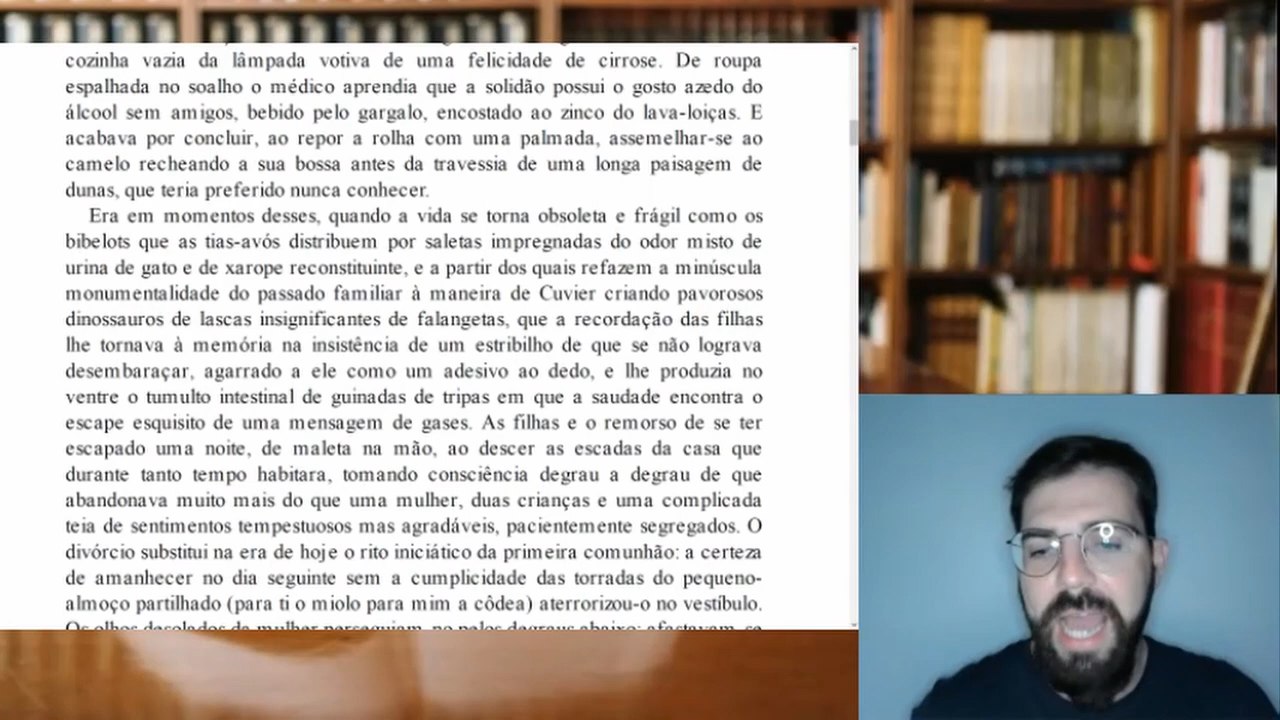 cozinha vazia da lâmpada votiva de uma felicidade de cirrose. De roupa
espalhada no soalho o médico aprendia que a solidão possui o gosto azedo do
álcool sem amigos, bebido pelo gargalo, encostado ao zinco do lava-loiças. E
acabava por concluir, ao repor a rolha com uma palmada, assemelhar-se ao
camelo recheando a sua bossa antes da travessia de uma longa paisagem de
dunas, que teria preferido nunca conhecer.
Era em momentos desses, quando a vida se torna obsoleta e frágil como os
bibelots que as tias-avós distribuem por saletas impregnadas do odor misto de
urina de gato e de xarope reconstituinte, e a partir dos quais refazem a minúscula
monumentalidade do passado familiar à maneira de Cuvier criando pavorosos
dinossauros de lascas insignificantes de falangetas, que a recordação das filhas
lhe tornava à memória na insistência de um estribilho de que se não lograva
desembaraçar, agarrado a ele como um adesivo ao dedo, e lhe produzia no
ventre o tumulto intestinal de guinadas de tripas em que a saudade encontra o
escape esquisito de uma mensagem de gases. As filhas e o remorso de se ter
escapado uma noite, de maleta na mão, ao descer as escadas da casa que
durante tanto tempo habitara, tomando consciência degrau a degrau de que
abandonava muito mais do que uma mulher, duas crianças e uma complicada
teia de sentimentos tempestuosos mas agradáveis, pacientemente segregados. O
divórcio substitui na era de hoje o rito iniciático da primeira comunhão: a certeza
de amanhecer no dia seguinte sem a cumplicidade das torradas do pequeno-
almoço partilhado (para ti o miolo para mim a côdea) aterrorizou-o no vestíbulo.
Os olhos desolados da mulher perseguiam-no pelos degraus abaixo: afastavam-se